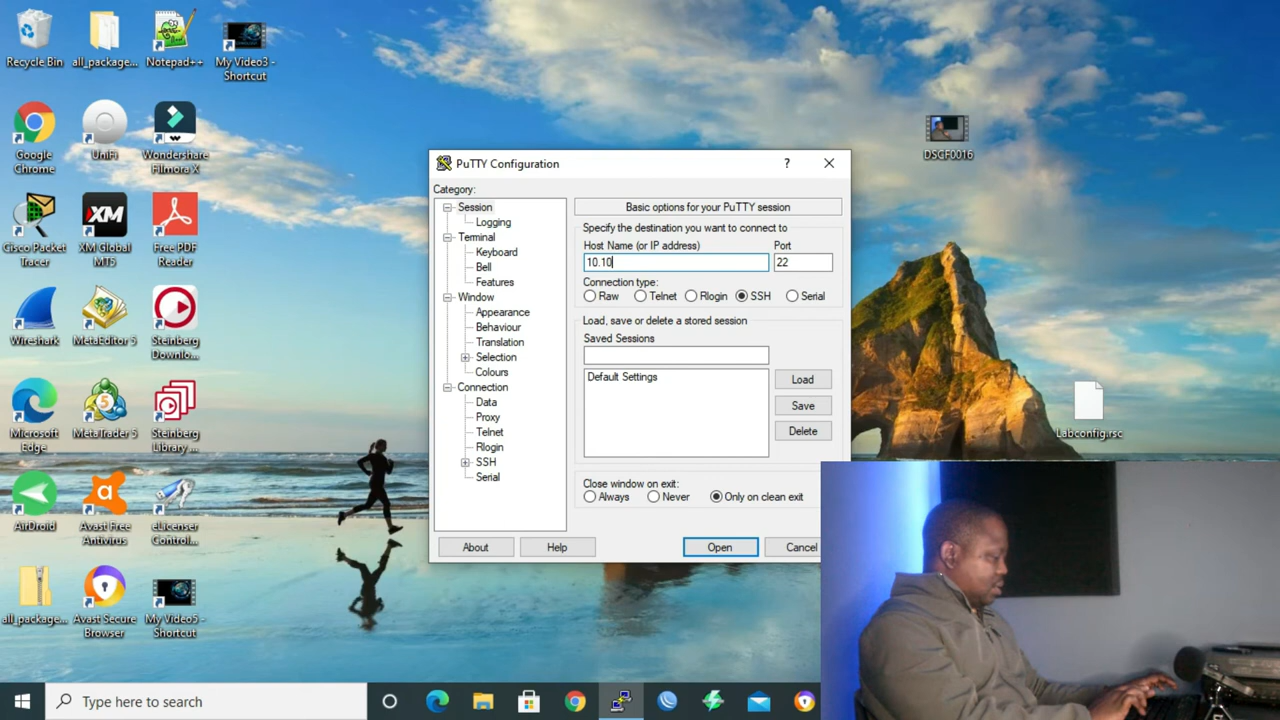 Recycle Bin
all_package...
Notepad++
My Video3 -
Shortcut
Google
Chrome
UniFi
Wondershare
Filmora X
Cisco Packet
Tracer
XM
XM Global
MT5
Free PDF
Reader
Wireshark
MetaEditor 5
Steinberg
Downlo...
Microsoft
Edge
5
MetaTrader 5
Steinberg
Library ...
AirDroid
Avast Free
Antivirus
eLicenser
Control...
all_package...
Avast Secure
Browser
My Video5 -
Shortcut
DSCF0016
Labconfig.rsc
PuTTY Configuration
?
Category:
Session
Logging
Terminal
Keyboard
Bell
Features
Window
Appearance
Behaviour
Translation
Selection
Colours
Connection
Data
Proxy
Telnet
Rlogin
SSH
Serial
Basic options for your PuTTY session
Specify the destination you want to connect to
Host Name (or IP address) Port
10.10 22
Connection type:
Raw Telnet Rlogin SSH Serial
Load, save or delete a stored session
Saved Sessions
Default Settings
Load
Save
Delete
Close window on exit:
Always Never Only on clean exit
About Help Open Cancel
Type here to search